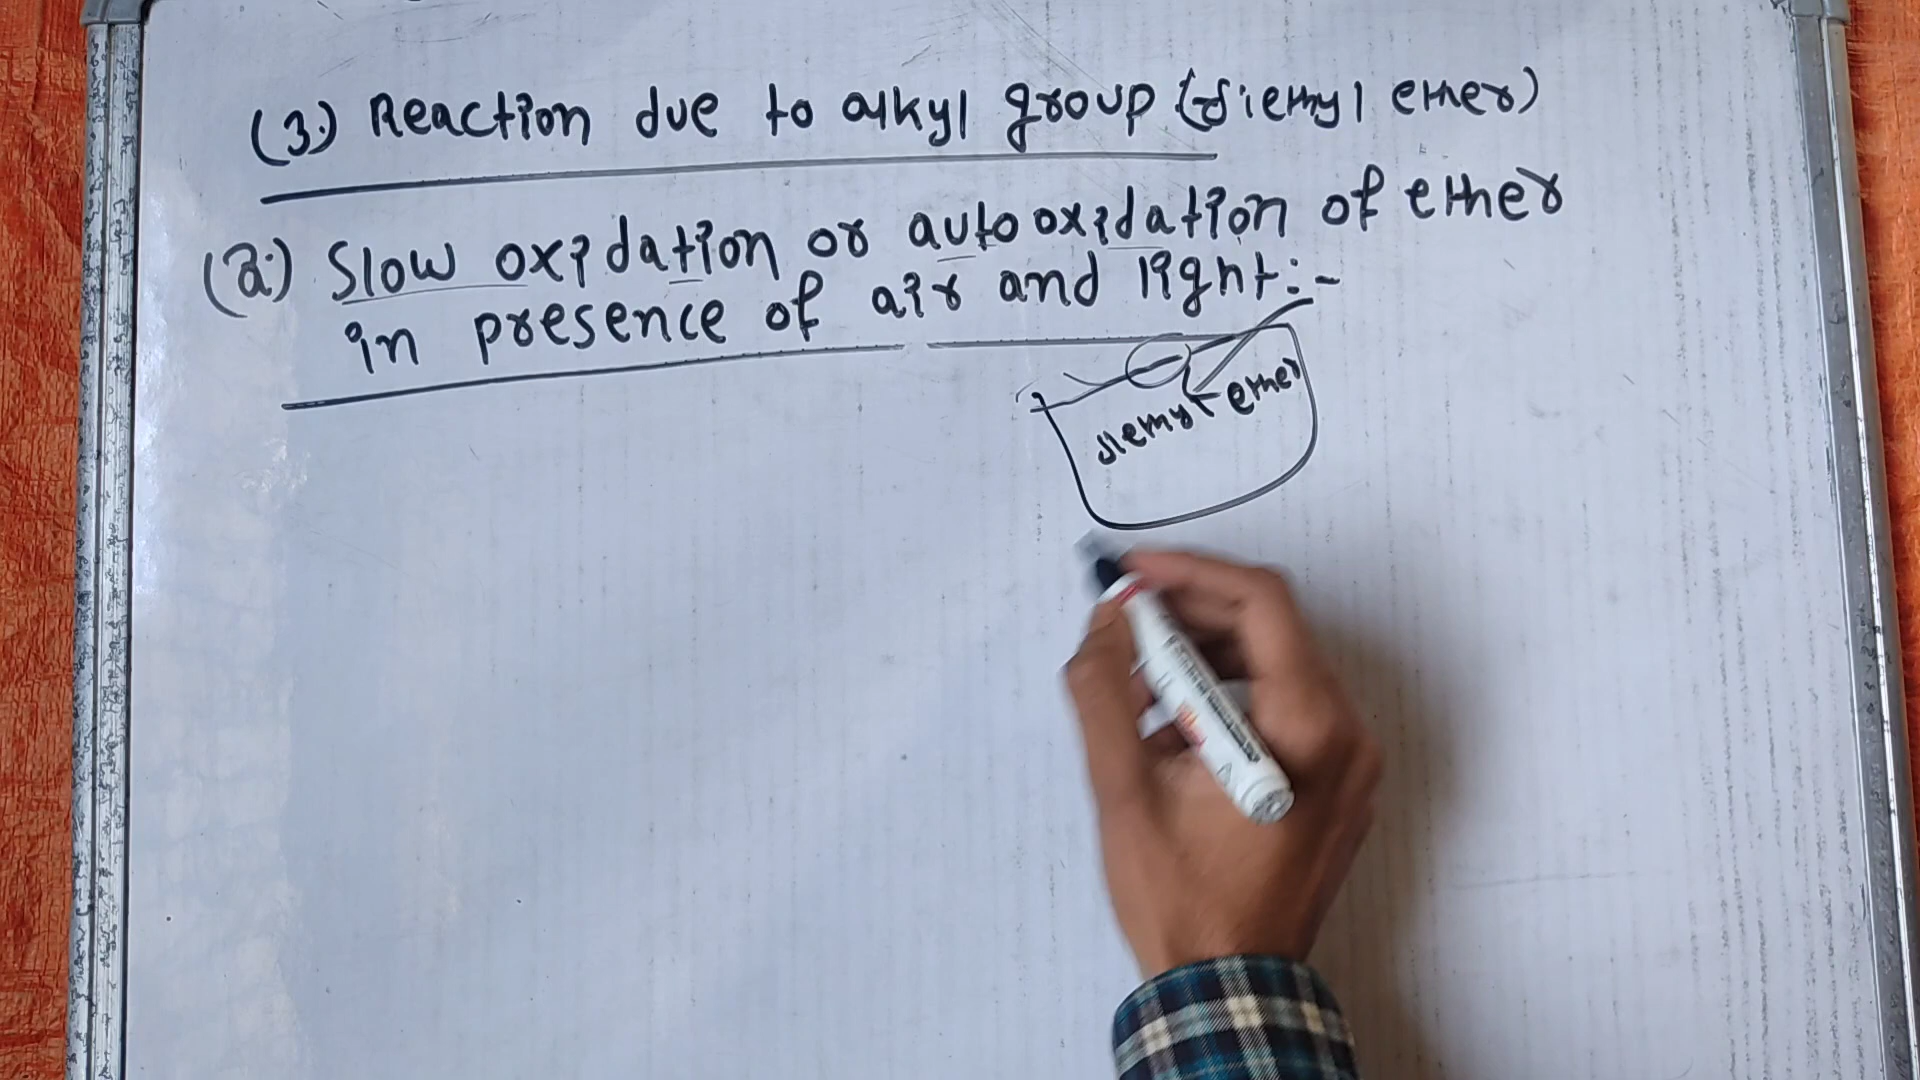 (3.) Reaction due to alkyl group (diethyl ether)
(a.) Slow oxidation or autooxidation of ether
in presence of air and light:-
diethyl ether